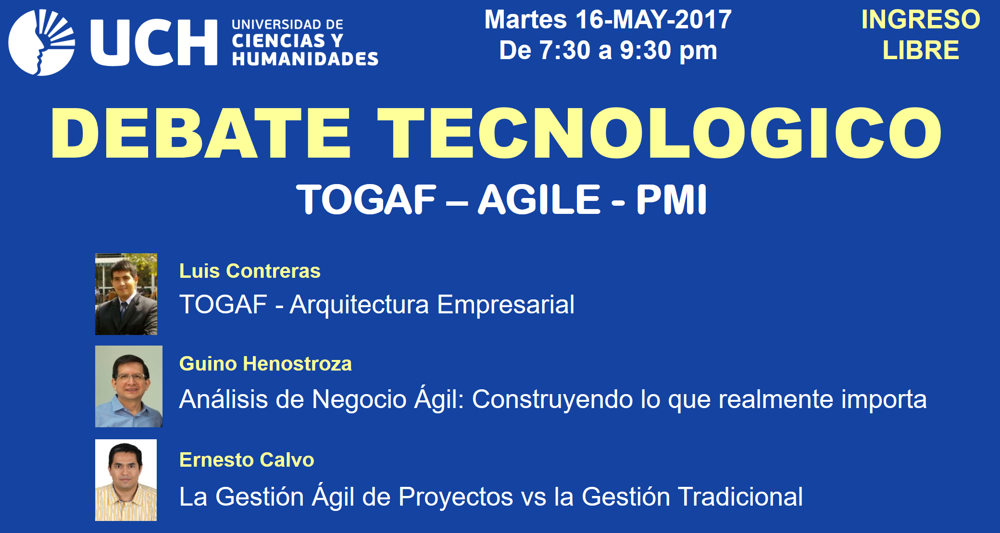 UCH UNIVERSIDAD DE
CIENCIAS Y
HUMANIDADES
Martes 16-MAY-2017
De 7:30 a 9:30 pm
INGRESO
LIBRE
DEBATE TECNOLOGICO
TOGAF – AGILE - PMI
Luis Contreras
TOGAF - Arquitectura Empresarial
Guino Henostroza
Análisis de Negocio Ágil: Construyendo lo que realmente importa
Ernesto Calvo
La Gestión Ágil de Proyectos vs la Gestión Tradicional